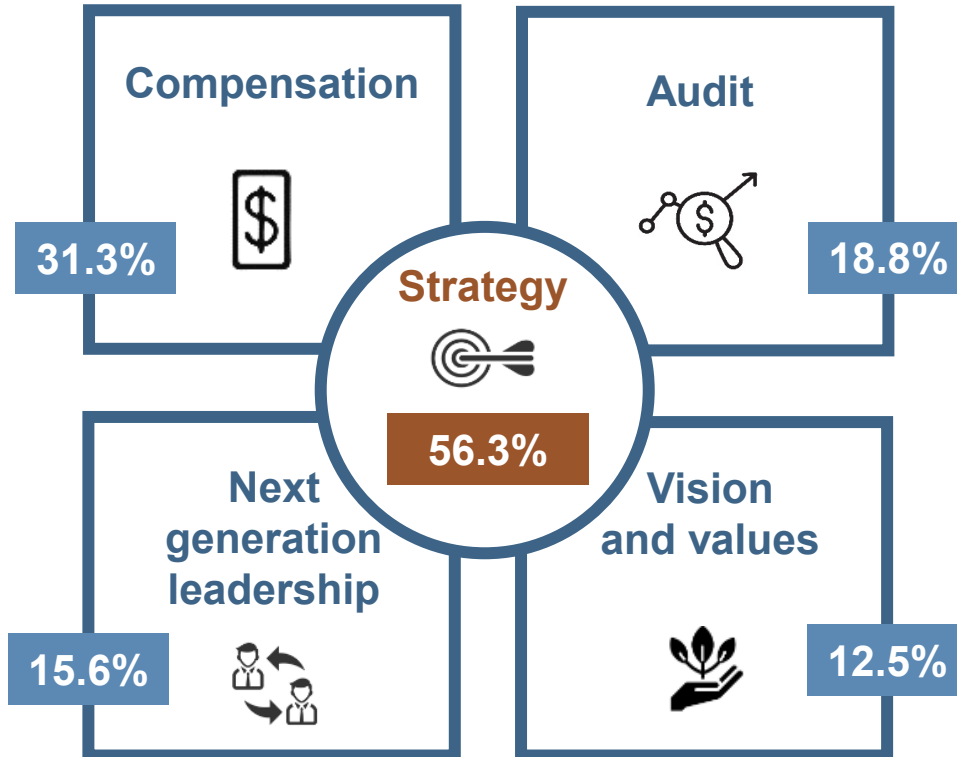 Compensation
$
31.3%
Audit
$
18.8%
Strategy
56.3%
Next
generation
leadership
15.6%
Vision
and values
12.5%